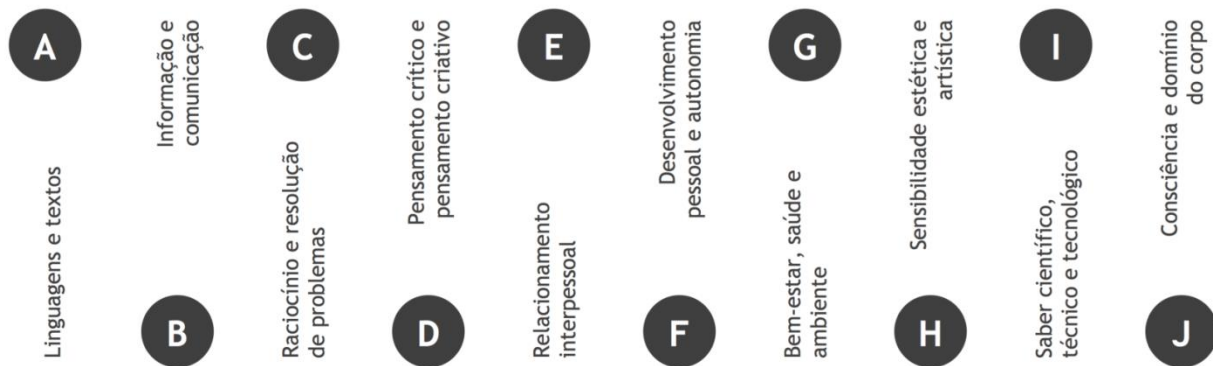 A
Linguagens e textos
B
Informação e
comunicação
C
Raciocínio e resolução
de problemas
D
Pensamento crítico e
pensamento criativo
E
Relacionamento
interpessoal
F
Desenvolvimento
pessoal e autonomia
G
Bem-estar, saúde e
ambiente
H
Sensibilidade estética e
artística
I
Saber científico,
técnico e tecnológico
J
Consciência e domínio
do corpo